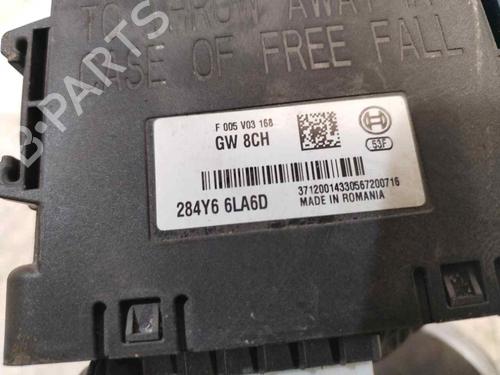 TO THROW AWAY IN
CASE OF FREE FALL
F 005 V03 168
GW 8CH
53F
284Y6 6LA6D
37120014330567200716
MADE IN ROMANIA
B-PARTS